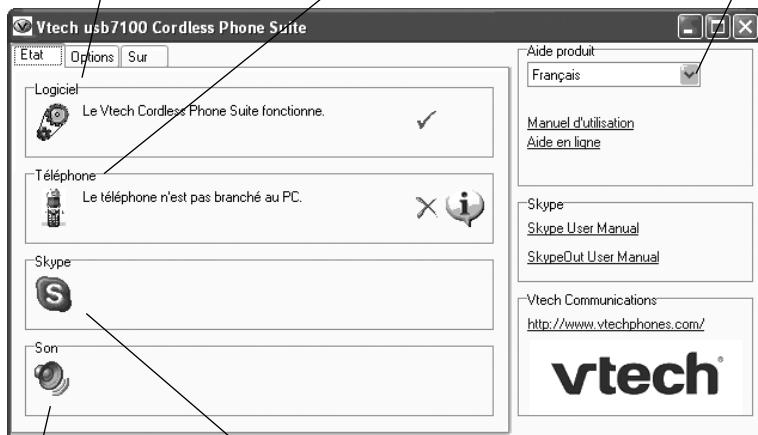 Vtech usb7100 Cordless Phone Suite
Etat
Options
Sur
Logiciel
Le Vtech Cordless Phone Suite fonctionne.
Téléphone
Le téléphone n'est pas branché au PC.
Skype
Son
Aide produit
Français
Manuel d'utilisation
Aide en ligne
Skype
Skype User Manual
SkypeOut User Manual
Vtech Communications
http://www.vtechphones.com/
vtech